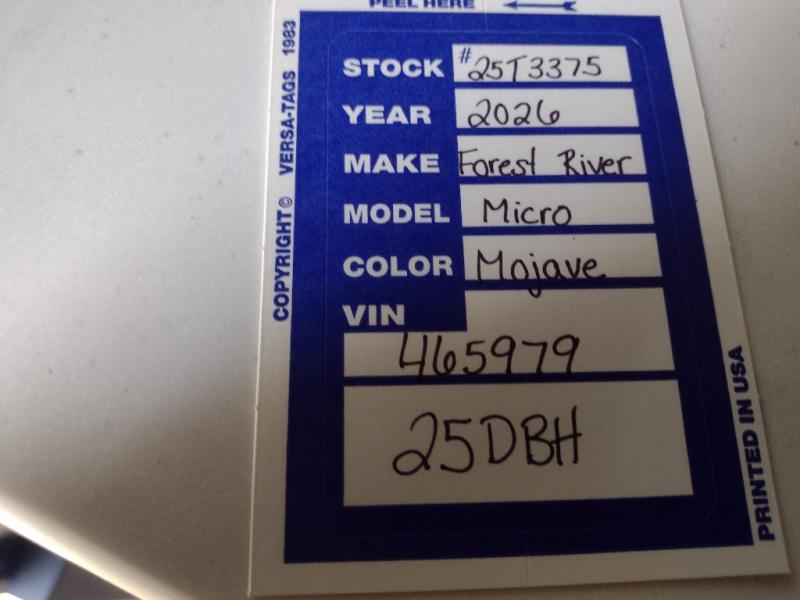 PEEL HERE
COPYRIGHT© VERSA-TAGS 1983
STOCK #25T3375
YEAR 2026
MAKE Forest River
MODEL Micro
COLOR Mojave
VIN
465979
25DBH
PRINTED IN USA